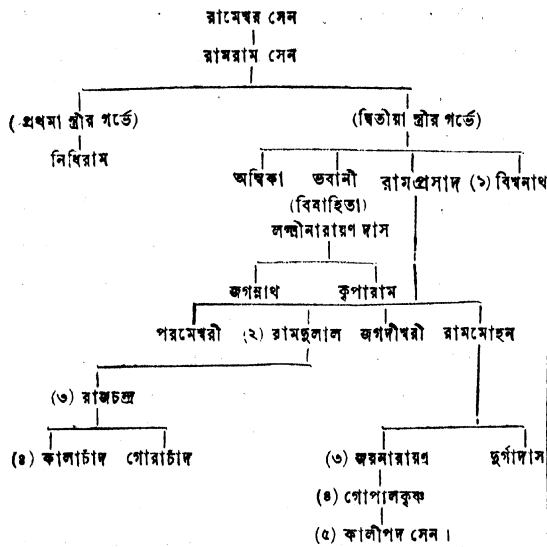 রামেশ্বর সেন
রামরাম সেন
(প্রথমা স্ত্রীর গর্ভে) (দ্বিতীয়া স্ত্রীর গর্ভে)
নিধিরাম
অম্বিকা ভবানী রামপ্রসাদ (১) বিশ্বনাথ
(বিবাহিতা)
লক্ষ্মীনারায়ণ দাস
জগন্নাথ কৃপারাম
পরমেশ্বরী (২) রামদুলাল জগদীশ্বরী রামমোহন
(৩) রাজচন্দ্র
(৪) কালাচাঁদ গোরাচাঁদ (৩) জয়নারায়ণ দুর্গাদাস
(৪) গোপালকৃষ্ণ
(৫) কালীপদ সেন।